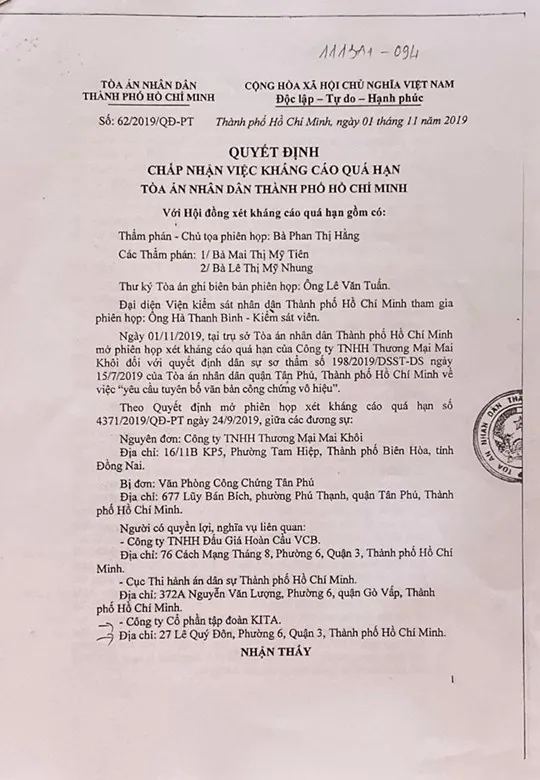 111301-094
TÒA ÁN NHÂN DÂN
THÀNH PHỐ HỒ CHÍ MINH
CỘNG HÒA XÃ HỘI CHỦ NGHĨA VIỆT NAM
Độc lập – Tự do – Hạnh phúc
Số: 62/2019/QĐ-PT
Thành phố Hồ Chí Minh, ngày 01 tháng 11 năm 2019
QUYẾT ĐỊNH
CHẤP NHẬN VIỆC KHÁNG CÁO QUÁ HẠN
TÒA ÁN NHÂN DÂN THÀNH PHỐ HỒ CHÍ MINH
Với Hội đồng xét kháng cáo quá hạn gồm có:
Thẩm phán - Chủ tọa phiên họp: Bà Phan Thị Hằng
Các Thẩm phán: 1/ Bà Mai Thị Mỹ Tiên
2/ Bà Lê Thị Mỹ Nhung
Thư ký Tòa án ghi biên bản phiên họp: Ông Lê Văn Tuấn.
Đại diện Viện kiểm sát nhân dân Thành phố Hồ Chí Minh tham gia
phiên họp: Ông Hà Thanh Bình - Kiểm sát viên.
Ngày 01/11/2019, tại trụ sở Tòa án nhân dân Thành phố Hồ Chí Minh
mở phiên họp xét kháng cáo quá hạn của Công ty TNHH Thương Mại Mai
Khôi đối với quyết định dân sự sơ thẩm số 198/2019/DSST-DS ngày
15/7/2019 của Tòa án nhân dân quận Tân Phú, Thành phố Hồ Chí Minh về
việc “yêu cầu tuyên bố văn bản công chứng vô hiệu”.
Theo Quyết định mở phiên họp xét kháng cáo quá hạn số
4371/2019/QĐ-PT ngày 24/9/2019, giữa các đương sự:
Nguyên đơn: Công ty TNHH Thương Mại Mai Khôi
Địa chỉ: 16/11B KP5, Phường Tam Hiệp, Thành phố Biên Hòa, tỉnh
Đồng Nai.
Bị đơn: Văn Phòng Công Chứng Tân Phú
Địa chỉ: 677 Lũy Bán Bích, phường Phú Thạnh, quận Tân Phú, Thành
phố Hồ Chí Minh.
Người có quyền lợi, nghĩa vụ liên quan:
- Công ty TNHH Đấu Giá Hoàn Cầu VCB.
Địa chỉ: 76 Cách Mạng Tháng 8, Phường 6, Quận 3, Thành phố Hồ Chí
Minh.
- Cục Thi hành án dân sự Thành phố Hồ Chí Minh.
Địa chỉ: 372A Nguyễn Văn Lượng, Phường 6, quận Gò Vấp, Thành
phố Hồ Chí Minh.
- Công ty Cổ phần tập đoàn KITA.
Địa chỉ: 27 Lê Quý Đôn, Phường 6, Quận 3, Thành phố Hồ Chí Minh.
NHẬN THẤY
1
TÒA ÁN NHÂN DÂN THÀ